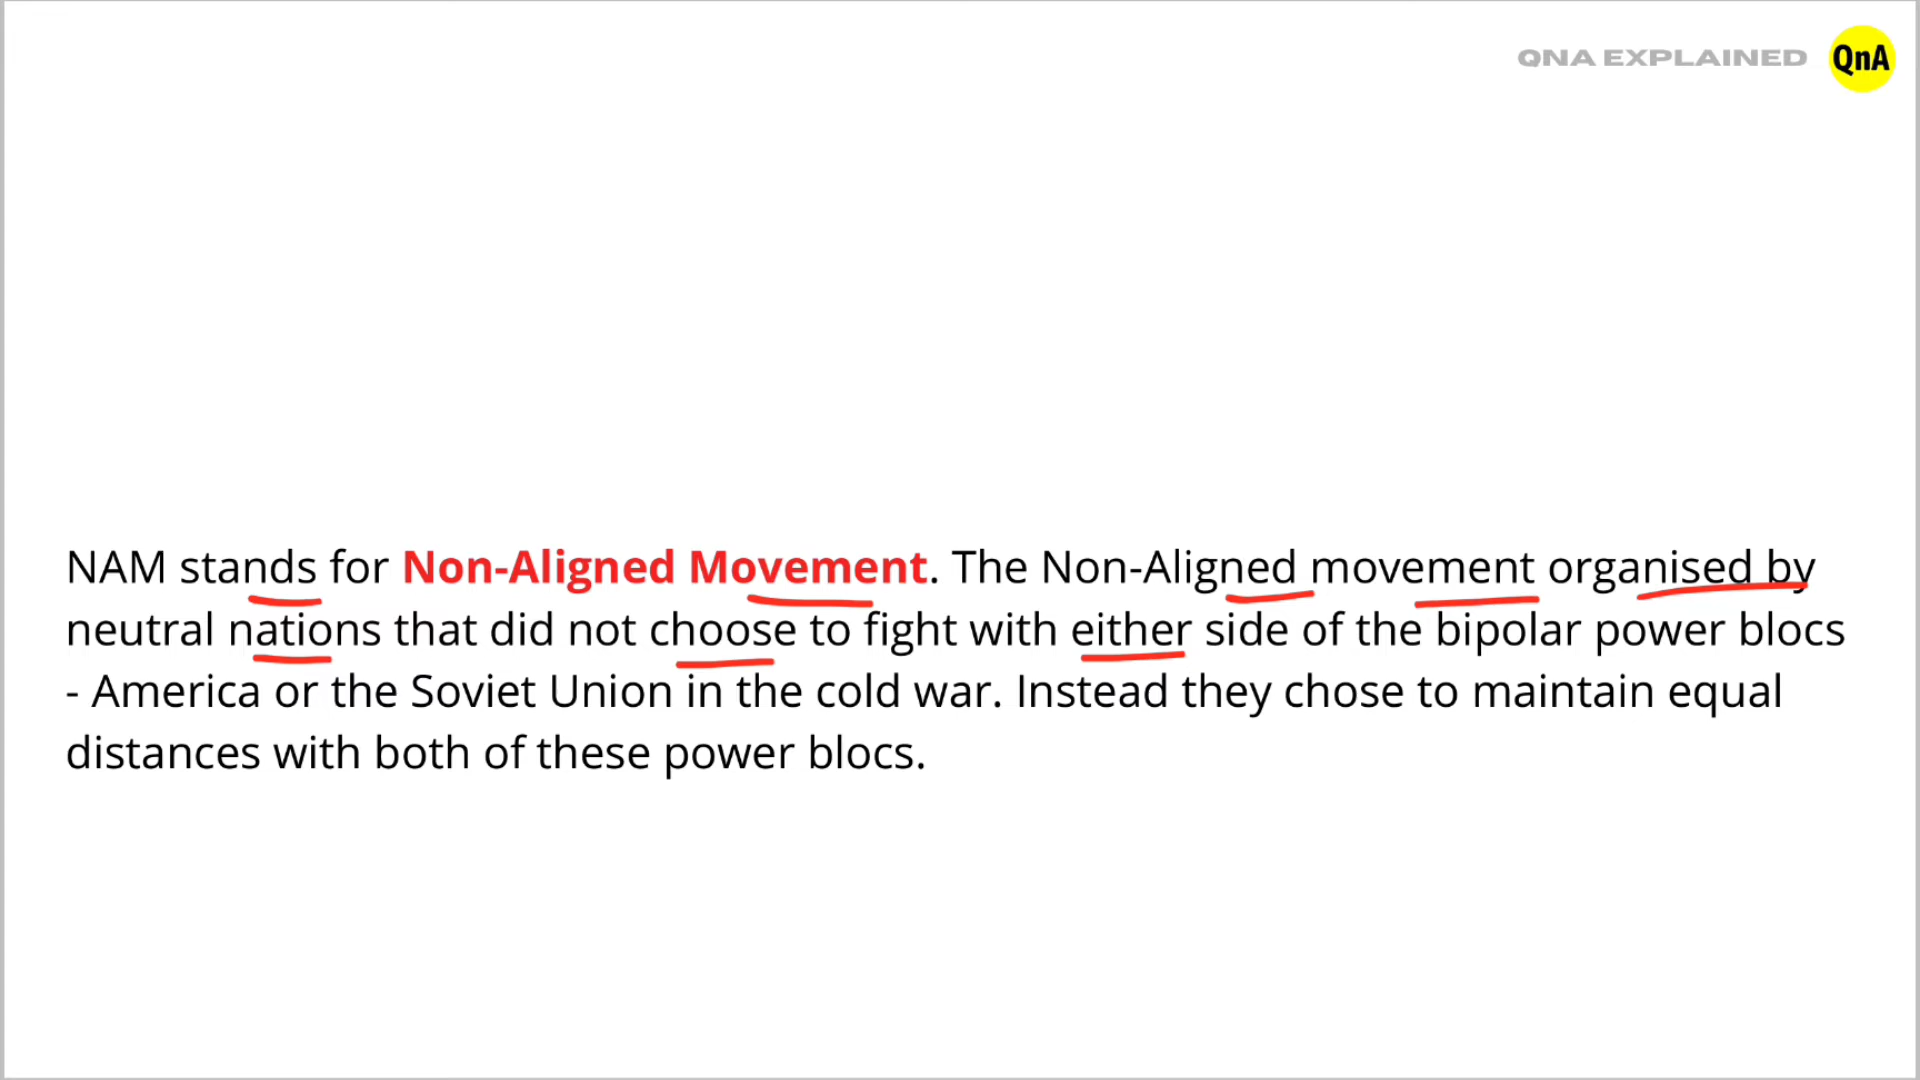 QNA EXPLAINED QnA
NAM stands for Non-Aligned Movement. The Non-Aligned movement organised by
neutral nations that did not choose to fight with either side of the bipolar power blocs
- America or the Soviet Union in the cold war. Instead they chose to maintain equal
distances with both of these power blocs.